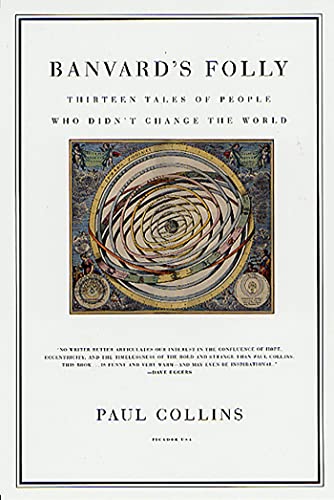 BANVARD'S FOLLY
THIRTEEN TALES OF PEOPLE
WHO DIDN'T CHANGE THE WORLD
"NO WRITER BETTER ARTICULATES OUR INTEREST IN THE CONFLUENCE OF HOPE,
ECCENTRICITY, AND THE TIMELESSNESS OF THE BOLD AND STRANGE THAN PAUL COLLINS.
THIS BOOK . . . IS FUNNY AND VERY WARM—AND MAY EVEN BE INSPIRATIONAL."
—DAVE EGGERS
PAUL COLLINS
PICADOR USA